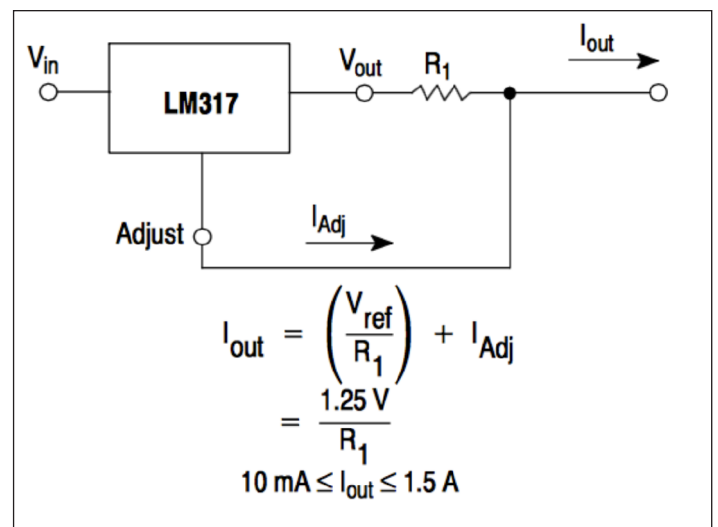 V_in
LM317
V_out
R_1
I_out
Adjust
I_Adj
I_out = (V_ref / R_1) + I_Adj
= 1.25 V / R_1
10 mA ≤ I_out ≤ 1.5 A